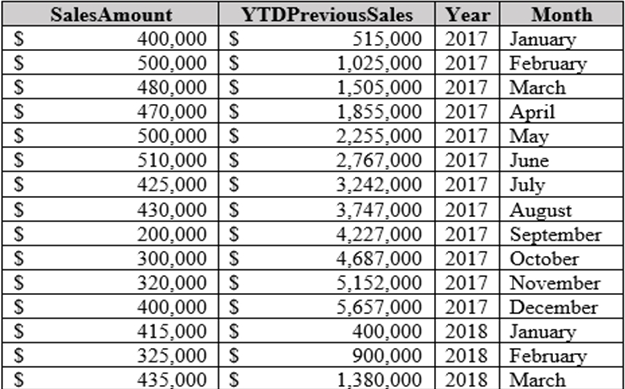 SalesAmount YTDPreviousSales Year Month
$ 400,000 $ 515,000 2017 January
$ 500,000 $ 1,025,000 2017 February
$ 480,000 $ 1,505,000 2017 March
$ 470,000 $ 1,855,000 2017 April
$ 500,000 $ 2,255,000 2017 May
$ 510,000 $ 2,767,000 2017 June
$ 425,000 $ 3,242,000 2017 July
$ 430,000 $ 3,747,000 2017 August
$ 200,000 $ 4,227,000 2017 September
$ 300,000 $ 4,687,000 2017 October
$ 320,000 $ 5,152,000 2017 November
$ 400,000 $ 5,657,000 2017 December
$ 415,000 $ 400,000 2018 January
$ 325,000 $ 900,000 2018 February
$ 435,000 $ 1,380,000 2018 March